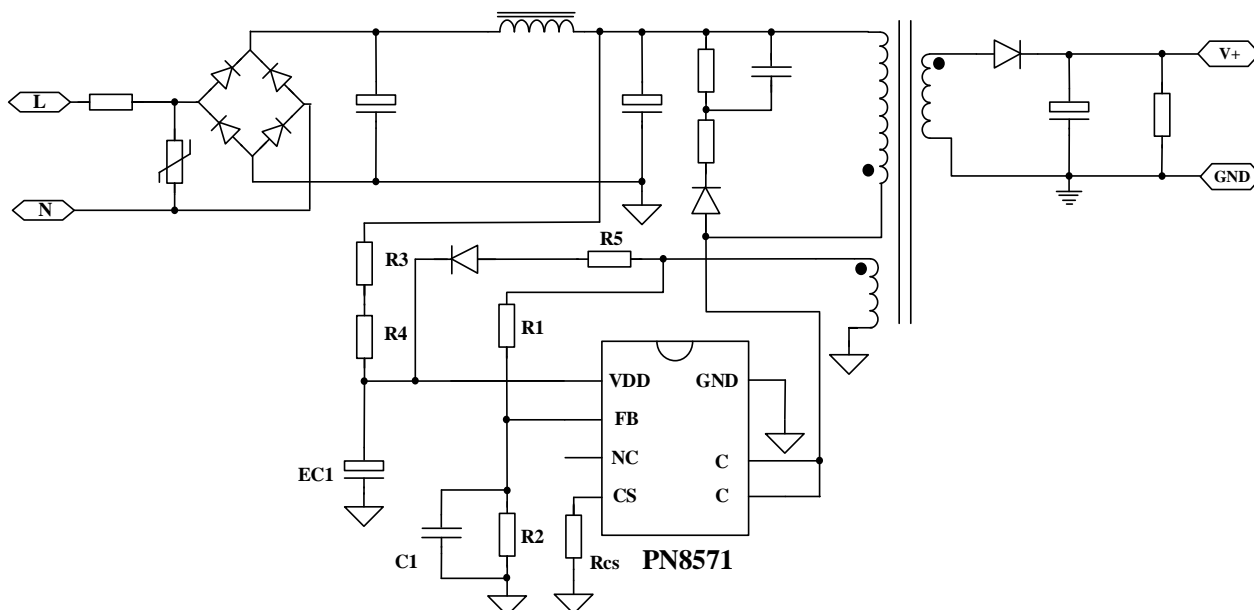 V+
L
GND
N
R5
R3
R1
R4
VDD
GND
FB
NC
C
EC1
CS
C
R2
C1
Rcs
PN8571